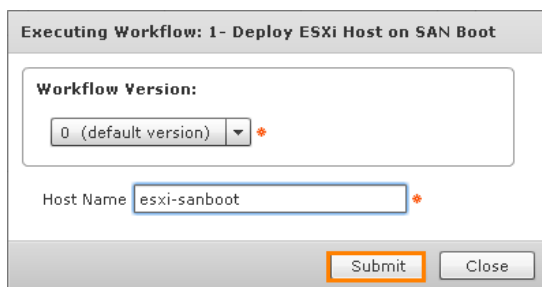 Executing Workflow: 1- Deploy ESXi Host on SAN Boot
Workflow Version:
0 (default version) *
Host Name esxi-sanboot *
Submit Close